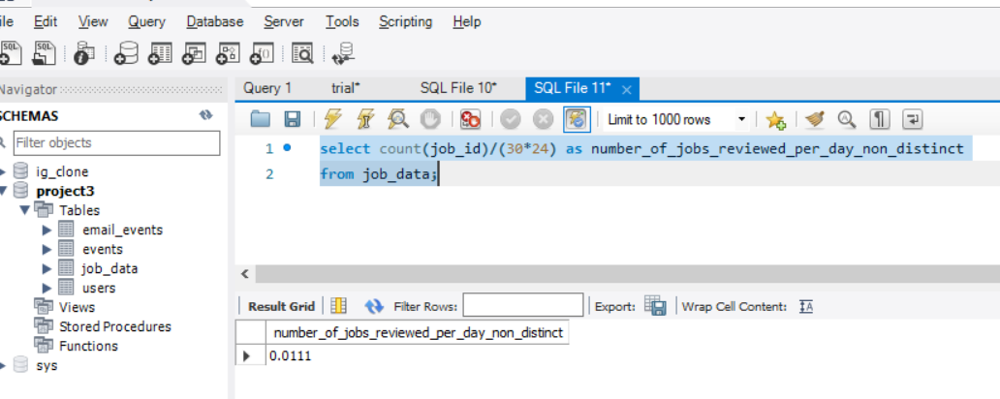 ile Edit View Query Database Server Tools Scripting Help
Navigator
SCHEMAS
Filter objects
ig_clone
project3
Tables
email_events
events
job_data
users
Views
Stored Procedures
Functions
sys
Query 1 trial* SQL File 10* SQL File 11*
Limit to 1000 rows
1 select count(job_id)/(30*24) as number_of_jobs_reviewed_per_day_non_distinct
2 from job_data;
Result Grid Filter Rows: Export: Wrap Cell Content:
number_of_jobs_reviewed_per_day_non_distinct
0.0111